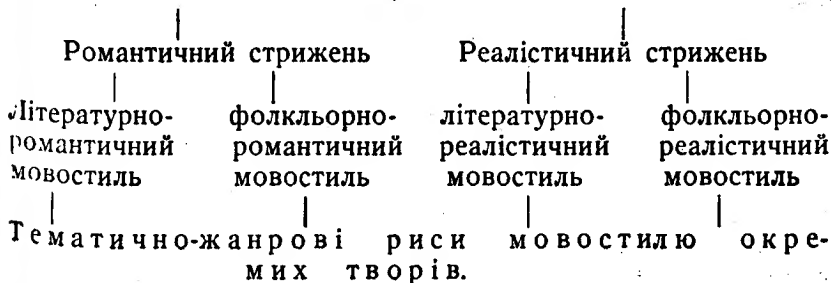 Романтичний стрижень Реалістичний стрижень
Літературно- фолкльорно- літературно- фолкльорно-
романтичний романтичний реалістичний реалістичний
мовостиль мовостиль мовостиль мовостиль
Тематично-жанрові риси мовостилю окре-
мих творів.